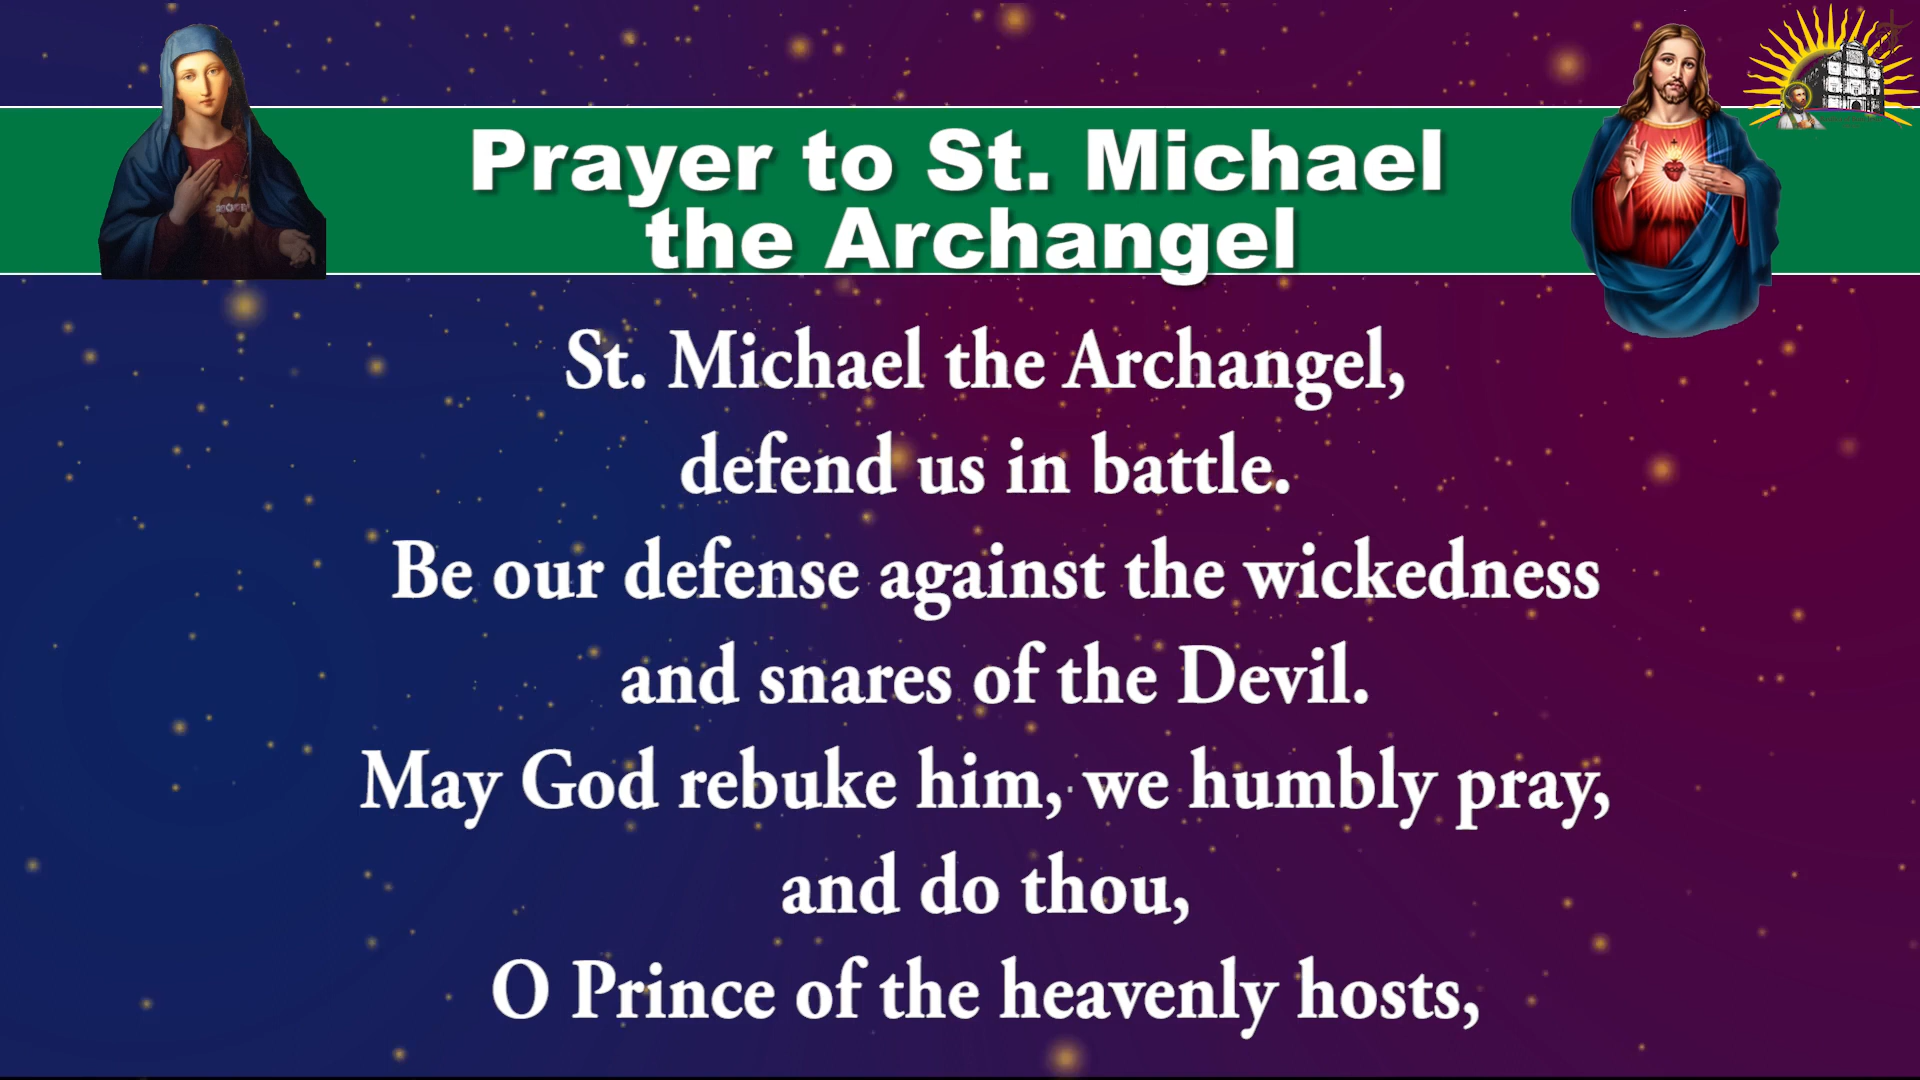 Prayer to St. Michael
the Archangel
St. Michael the Archangel,
defend us in battle.
Be our defense against the wickedness
and snares of the Devil.
May God rebuke him, we humbly pray,
and do thou,
O Prince of the heavenly hosts,